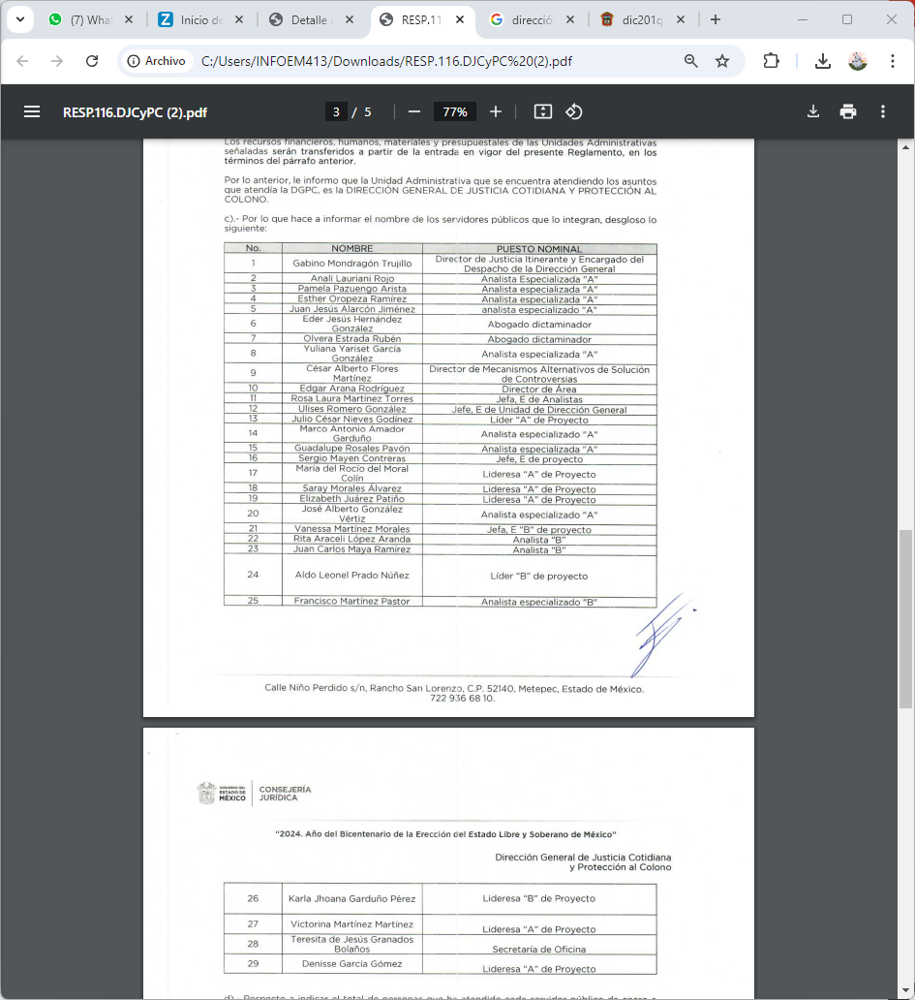 (7) What
Inicio de
Detalle
RESP.11
direcció
dic201q
Archivo
C:/Users/INFOEM413/Downloads/RESP.116.DJCyPC%20(2).pdf
RESP.116.DJCyPC (2).pdf
3 / 5
77%
Los recursos financieros, humanos, materiales y presupuestales de las Unidades Administrativas
señaladas serán transferidos a partir de la entrada en vigor del presente Reglamento, en los
términos del párrafo anterior.
Por lo anterior, le informo que la Unidad Administrativa que se encuentra atendiendo los asuntos
que atendía la DGPC, es la DIRECCIÓN GENERAL DE JUSTICIA COTIDIANA Y PROTECCIÓN AL
COLONO.
c).- Por lo que hace a informar el nombre de los servidores públicos que lo integran, desgloso lo
siguiente:
No. NOMBRE PUESTO NOMINAL
1 Gabino Mondragón Trujillo Director de Justicia Itinerante y Encargado del
Despacho de la Dirección General
2 Anali Lauriani Rojo Analista Especializada "A"
3 Pamela Pazuengo Arista Analista especializada "A"
4 Esther Oropeza Ramírez Analista especializada "A"
5 Juan Jesús Alarcón Jiménez analista especializado "A"
6 Eder Jesús Hernández
González Abogado dictaminador
7 Olvera Estrada Rubén Abogado dictaminador
8 Yuliana Yariset García
González Analista especializada "A"
9 César Alberto Flores
Martínez Director de Mecanismos Alternativos de Solución
de Controversias
10 Edgar Arana Rodríguez Director de Área
11 Rosa Laura Martínez Torres Jefa, E de Analistas
12 Ulises Romero González Jefe, E de Unidad de Dirección General
13 Julio César Nieves Godínez Líder "A" de Proyecto
14 Marco Antonio Amador
Garduño Analista especializado "A"
15 Guadalupe Rosales Pavón Analista especializada "A"
16 Sergio Mayen Contreras Jefe, E de proyecto
17 María del Rocío del Moral
Colín Lideresa "A" de Proyecto
18 Saray Morales Álvarez Lideresa "A" de Proyecto
19 Elizabeth Juárez Patiño Lideresa "A" de Proyecto
20 José Alberto González
Vértiz Analista especializado "A"
21 Vanessa Martínez Morales Jefa, E "B" de proyecto
22 Rita Araceli López Aranda Analista "B"
23 Juan Carlos Maya Ramírez Analista "B"
24 Aldo Leonel Prado Núñez Líder "B" de proyecto
25 Francisco Martínez Pastor Analista especializado "B"
Calle Niño Perdido s/n, Rancho San Lorenzo, C.P. 52140, Metepec, Estado de México.
722 936 68 10.
GOBIERNO DEL
ESTADO DE
MÉXICO
CONSEJERÍA
JURÍDICA
"2024. Año del Bicentenario de la Erección del Estado Libre y Soberano de México"
Dirección General de Justicia Cotidiana
y Protección al Colono
26 Karla Jhoana Garduño Pérez Lideresa "B" de Proyecto
27 Victorina Martínez Martinez Lideresa "A" de Proyecto
28 Teresita de Jesús Granados
Bolaños Secretaría de Oficina
29 Denisse García Gómez Lideresa "A" de Proyecto
d).- Respecto a indicar el total de personas que ha atendido cada servidor público de enero a